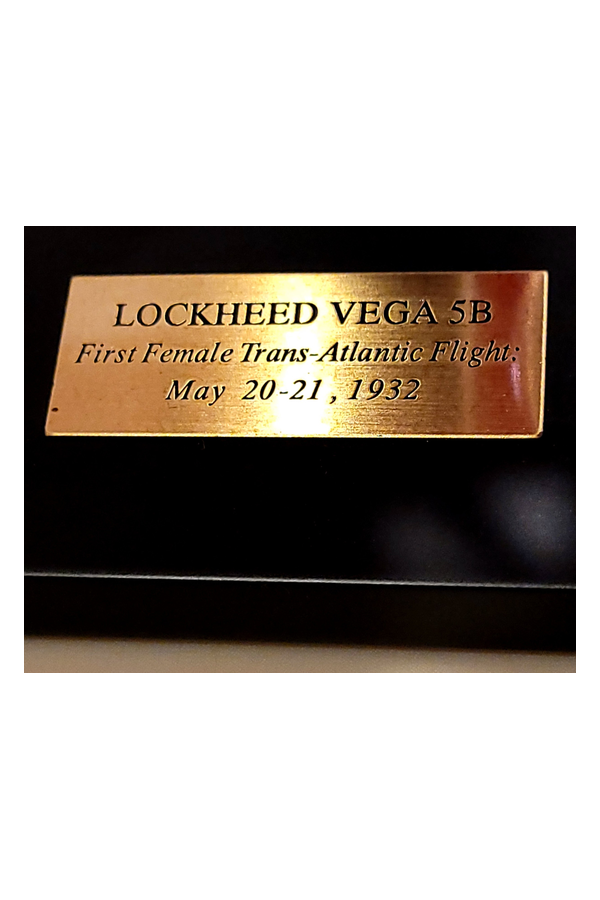 LOCKHEED VEGA 5B
First Female Trans-Atlantic Flight:
May 20-21, 1932